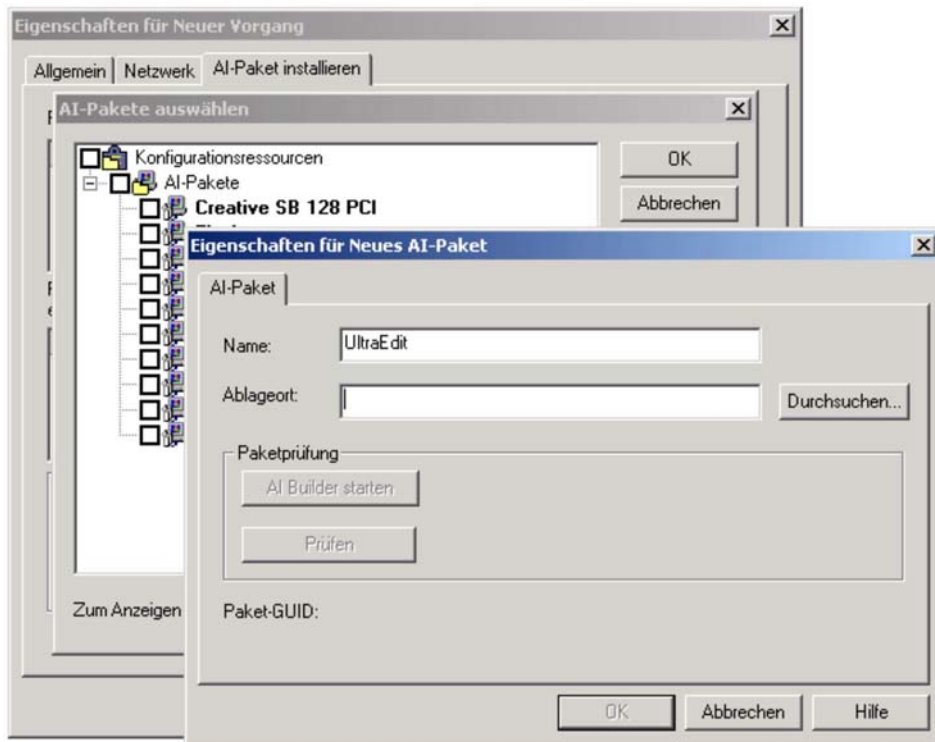 Eigenschaften für Neuer Vorgang
Allgemein
Netzwerk
AI-Paket installieren
AI-Pakete auswählen
Konfigurationsressourcen
AI-Pakete
Creative SB 128 PCI
OK
Abbrechen
Zum Anzeigen
Eigenschaften für Neues AI-Paket
AI-Paket
Name:
UltraEdit
Ablageort:
Durchsuchen...
Paketprüfung
AI Builder starten
Prüfen
Paket-GUID:
OK
Abbrechen
Hilfe